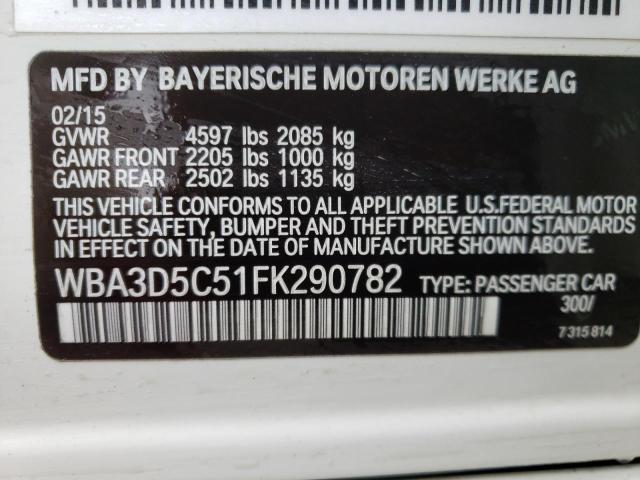 MFD BY BAYERISCHE MOTOREN WERKE AG
02/15
GVWR 4597 lbs 2085 kg
GAWR FRONT 2205 lbs 1000 kg
GAWR REAR 2502 lbs 1135 kg
THIS VEHICLE CONFORMS TO ALL APPLICABLE U.S.FEDERAL MOTOR
VEHICLE SAFETY, BUMPER AND THEFT PREVENTION STANDARDS
IN EFFECT ON THE DATE OF MANUFACTURE SHOWN ABOVE.
WBA3D5C51FK290782 TYPE: PASSENGER CAR
300/
7 315 814